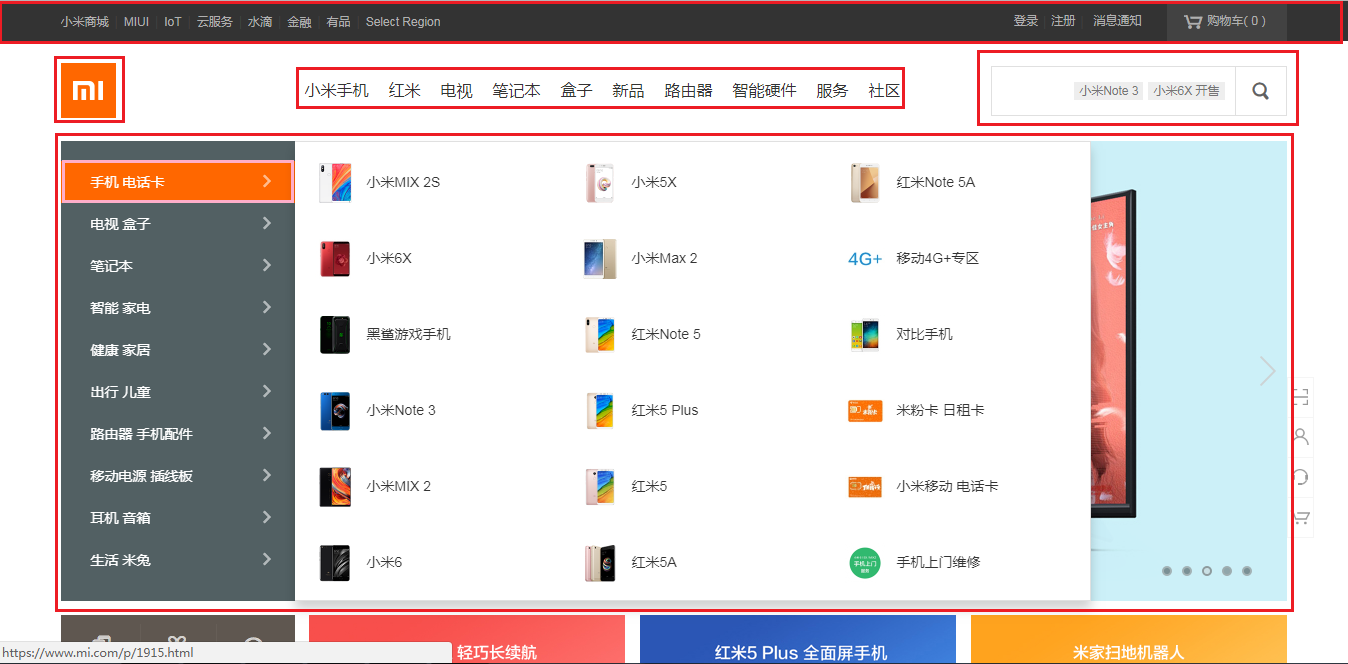 小米商城 MIUI IoT 云服务 水滴 金融 有品 Select Region 登录 注册 消息通知 购物车( 0 )
mi
小米手机 红米 电视 笔记本 盒子 新品 路由器 智能硬件 服务 社区
小米Note 3 小米6X 开售
手机 电话卡
电视 盒子
笔记本
智能 家电
健康 家居
出行 儿童
路由器 手机配件
移动电源 插线板
耳机 音箱
生活 米兔
小米MIX 2S 小米5X 红米Note 5A
小米6X 小米Max 2 4G+ 移动4G+专区
黑鲨游戏手机 红米Note 5 对比手机
小米Note 3 红米5 Plus 米粉卡 日租卡
小米MIX 2 红米5 小米移动 电话卡
小米6 红米5A 手机上门 手机上门维修
轻巧长续航 红米5 Plus 全面屏手机 米家扫地机器人
https://www.mi.com/p/1915.html